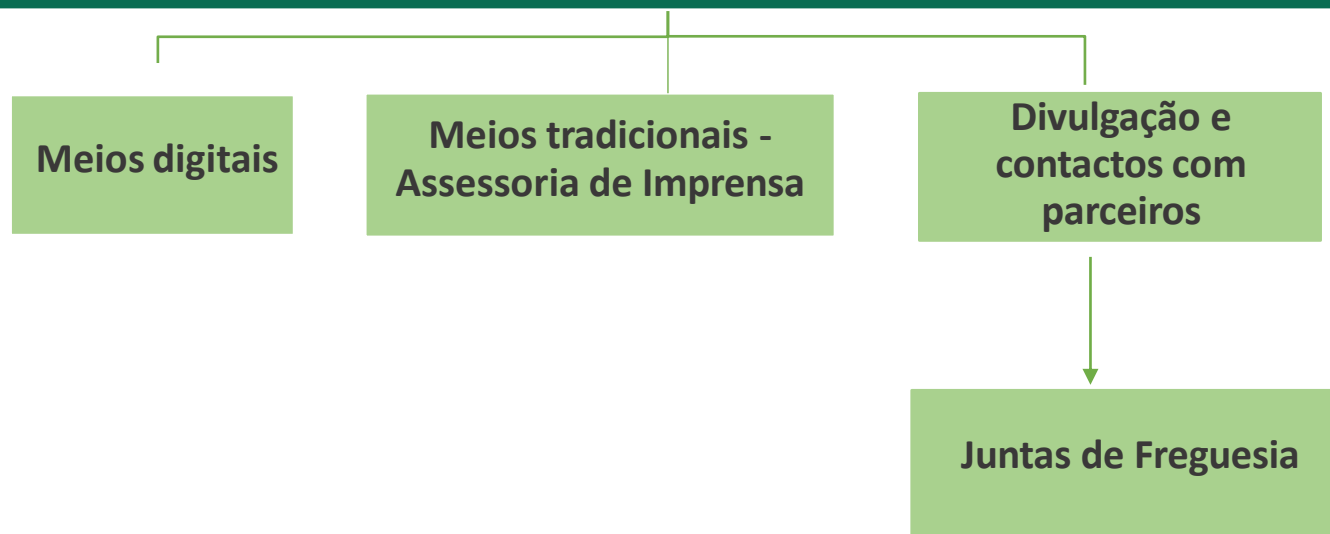 Meios digitais
Meios tradicionais -
Assessoria de Imprensa
Divulgação e
contactos com
parceiros
Juntas de Freguesia